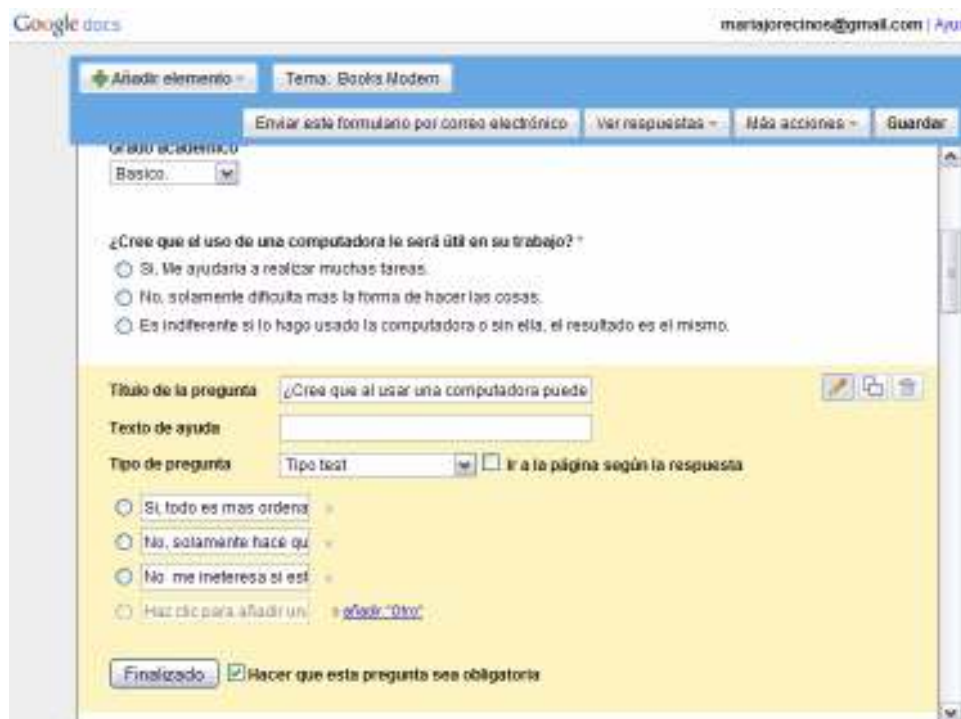 Google docs
mariajorecinos@gmail.com | Ayu
Añadir elemento
Tema: Books Modern
Enviar este formulario por correo electrónico
Ver respuestas
Más acciones
Guardar
Grado academico
Basico.
¿Cree que el uso de una computadora le será útil en su trabajo? *
Si, Me ayudaria a realizar muchas tareas.
No, solamente dificulta mas la forma de hacer las cosas.
Es indiferente si lo hago usado la computadora o sin ella, el resultado es el mismo.
Título de la pregunta ¿Cree que al usar una computadora puede
Texto de ayuda
Tipo de pregunta Tipo test Ir a la página según la respuesta
Si, todo es mas ordena
No, solamente hace qu
No me ineteresa si est
Haz clic para añadir un o añadir "Otro"
Finalizado Hacer que esta pregunta sea obligatoria